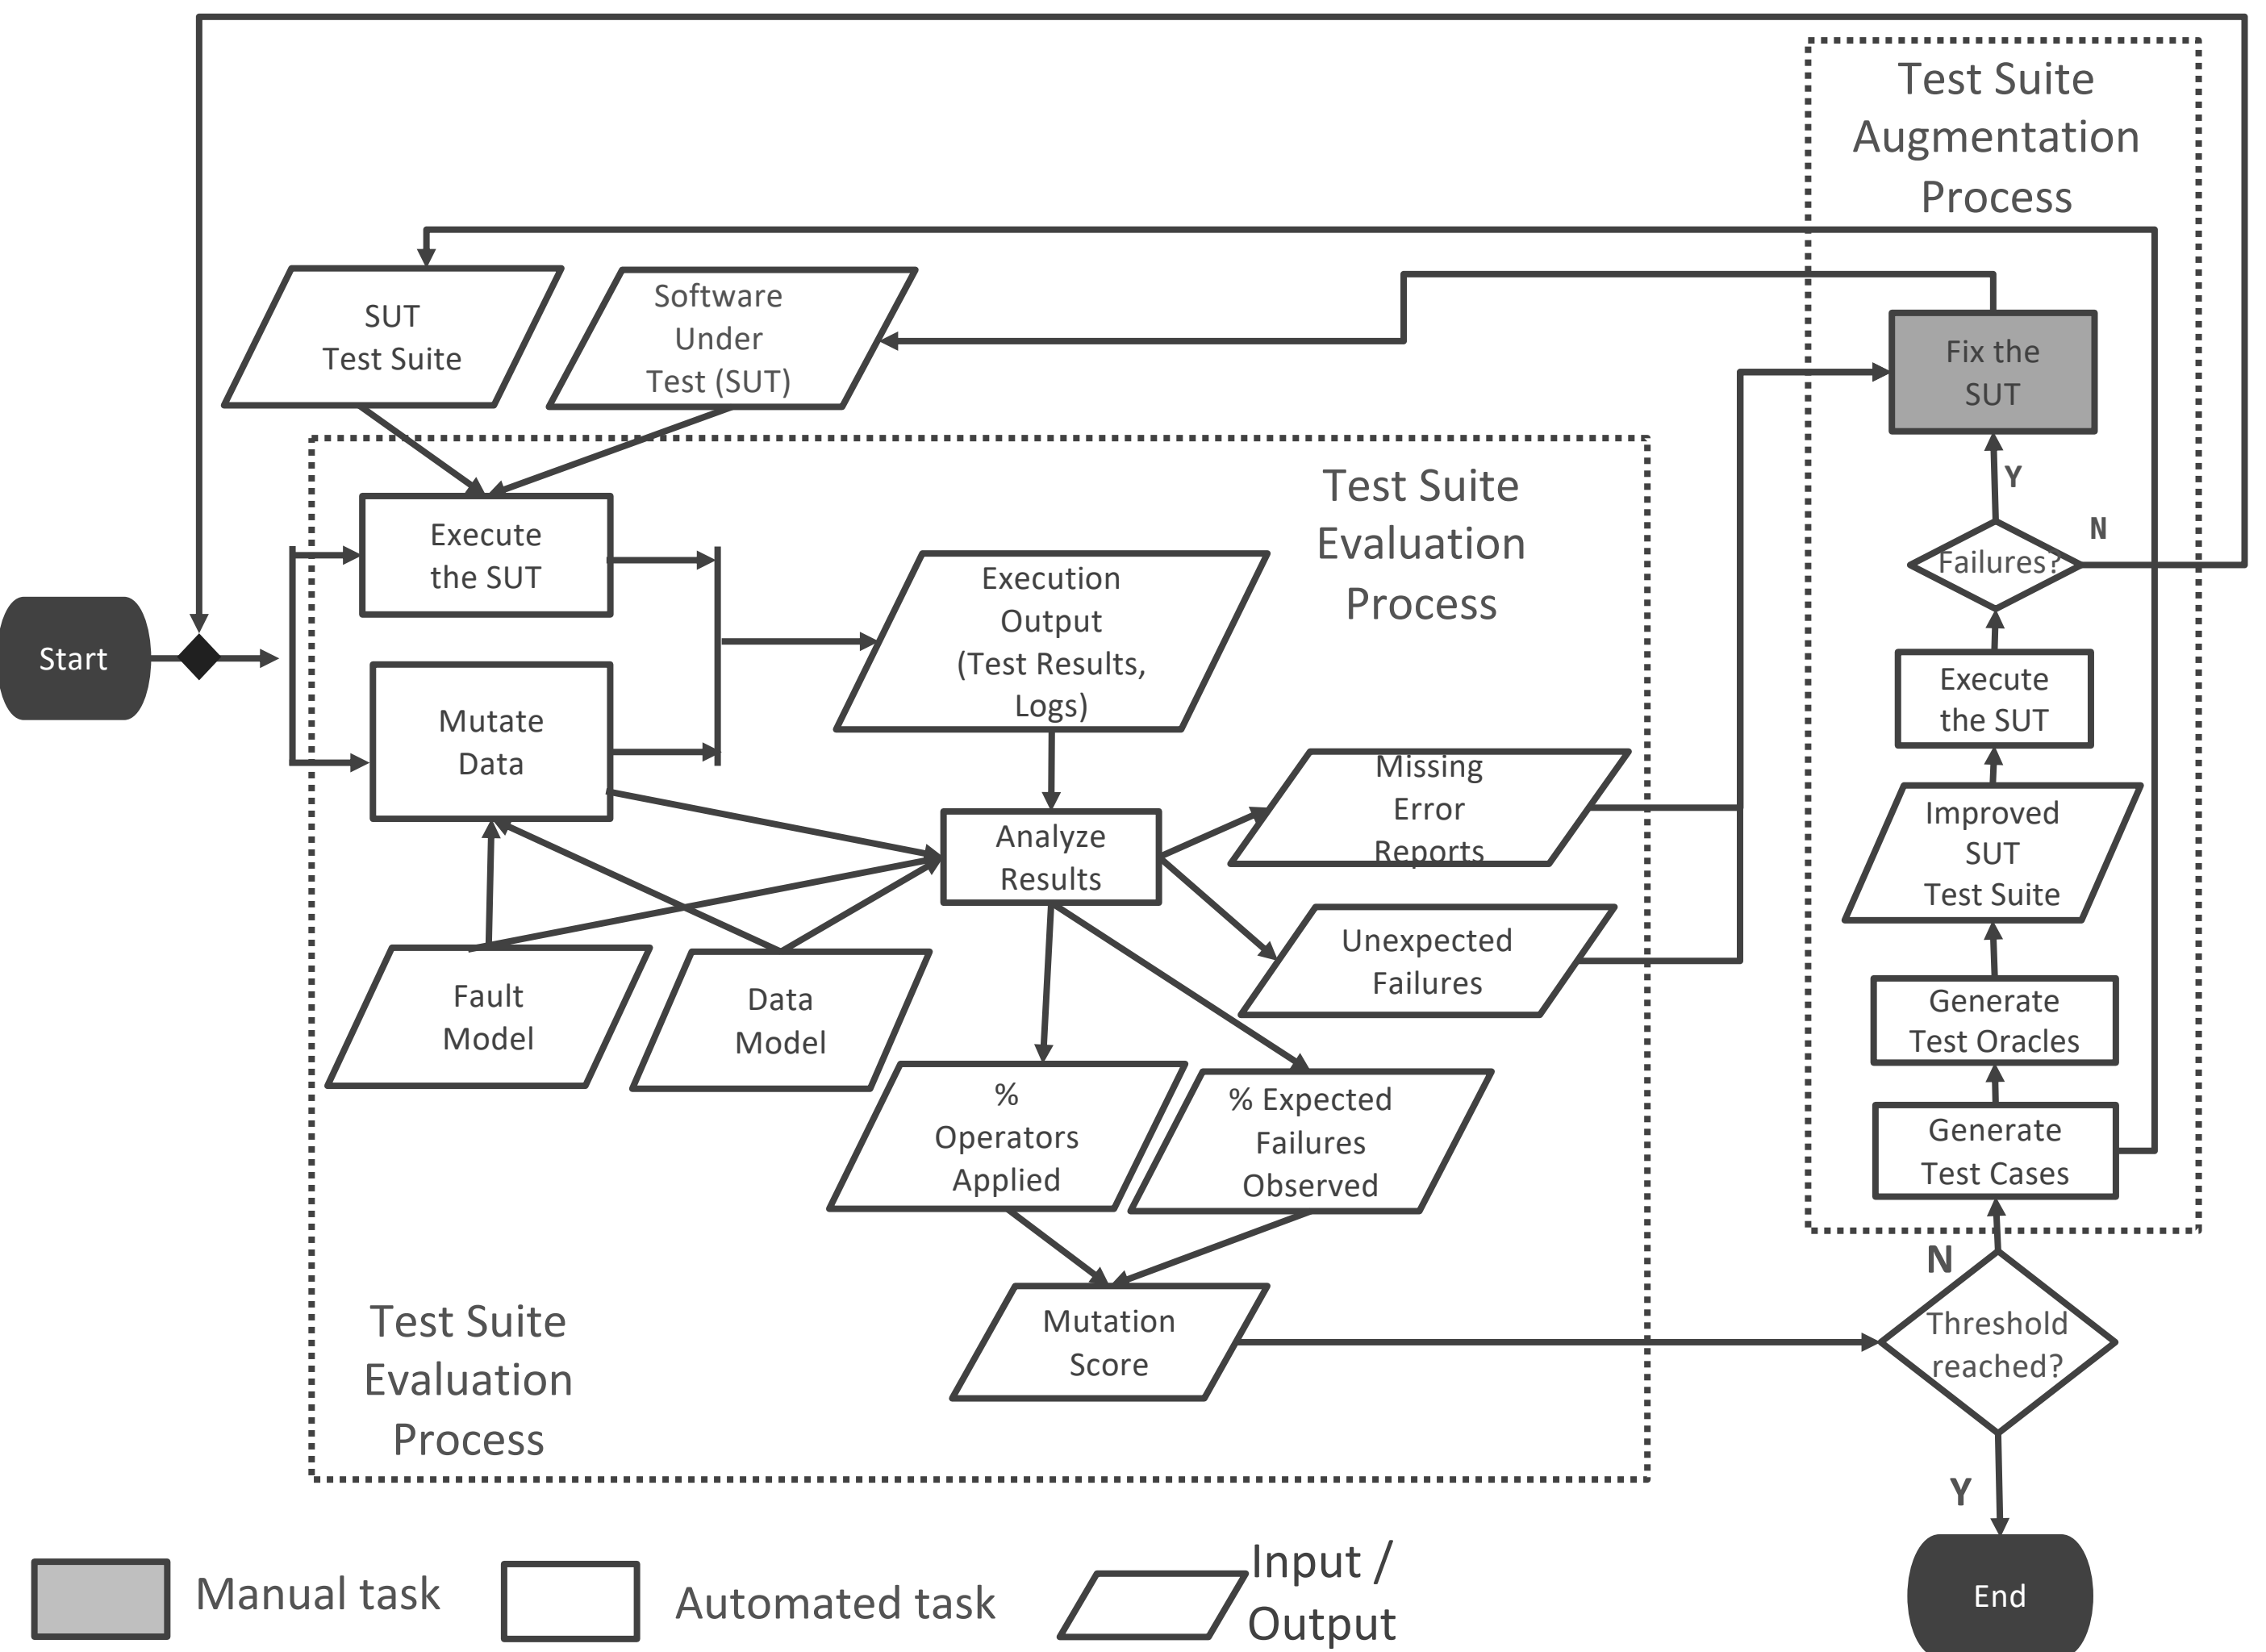 Test Suite
Augmentation
Process
SUT
Test Suite
Software
Under
Test (SUT)
Fix the
SUT
Y
N
Failures?
Test Suite
Evaluation
Process
Execute
the SUT
Execution
Output
(Test Results,
Logs)
Start
Mutate
Data
Execute
the SUT
Missing
Error
Reports
Analyze
Results
Improved
SUT
Test Suite
Unexpected
Failures
Fault
Model
Data
Model
Generate
Test Oracles
%
Operators
Applied
% Expected
Failures
Observed
Generate
Test Cases
N
Test Suite
Evaluation
Process
Mutation
Score
Threshold
reached?
Y
Manual task
Automated task
Input /
Output
End